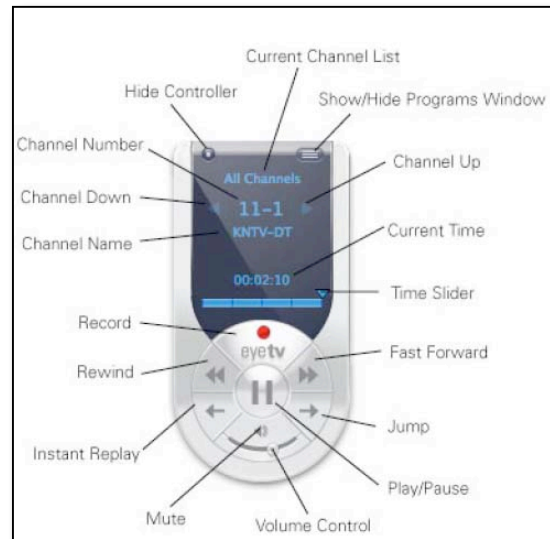 Current Channel List
Hide Controller
Show/Hide Programs Window
Channel Number
Channel Up
All Channels
Channel Down
11-1
Channel Name
KNTV-DT
Current Time
00:02:10
Time Slider
Record
eyetv
Fast Forward
Rewind
Jump
Instant Replay
Play/Pause
Mute
Volume Control